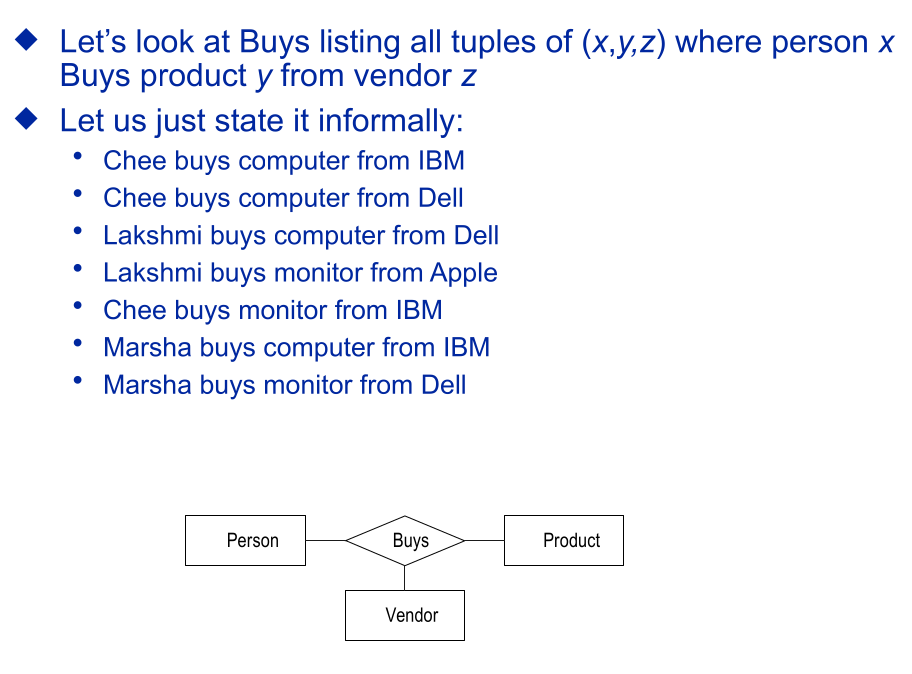 Let’s look at Buys listing all tuples of (x,y,z) where person x
Buys product y from vendor z
Let us just state it informally:
Chee buys computer from IBM
Chee buys computer from Dell
Lakshmi buys computer from Dell
Lakshmi buys monitor from Apple
Chee buys monitor from IBM
Marsha buys computer from IBM
Marsha buys monitor from Dell
Person
Buys
Product
Vendor